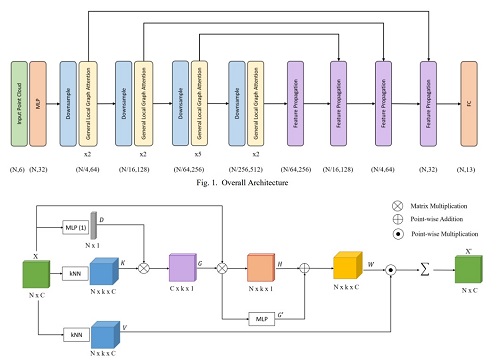 Input Point Cloud
MLP
Downsample
General Local Graph Attention
Downsample
General Local Graph Attention
Downsample
General Local Graph Attention
Downsample
General Local Graph Attention
Feature Propagation
Feature Propagation
Feature Propagation
Feature Propagation
FC
x2 x2 x5 x2
(N,6) (N,32) (N/4,64) (N/16,128) (N/64,256) (N/256,512) (N/64,256) (N/16,128) (N/4,64) (N,32) (N,13)
Fig. 1. Overall Architecture
Matrix Multiplication
Point-wise Addition
Point-wise Multiplication
MLP (1) D
N x 1
X
kNN K G H W X'
N x C
N x k x C C x k x 1 N x k x 1 N x k x C N x C
MLP G'
kNN V
N x k x C